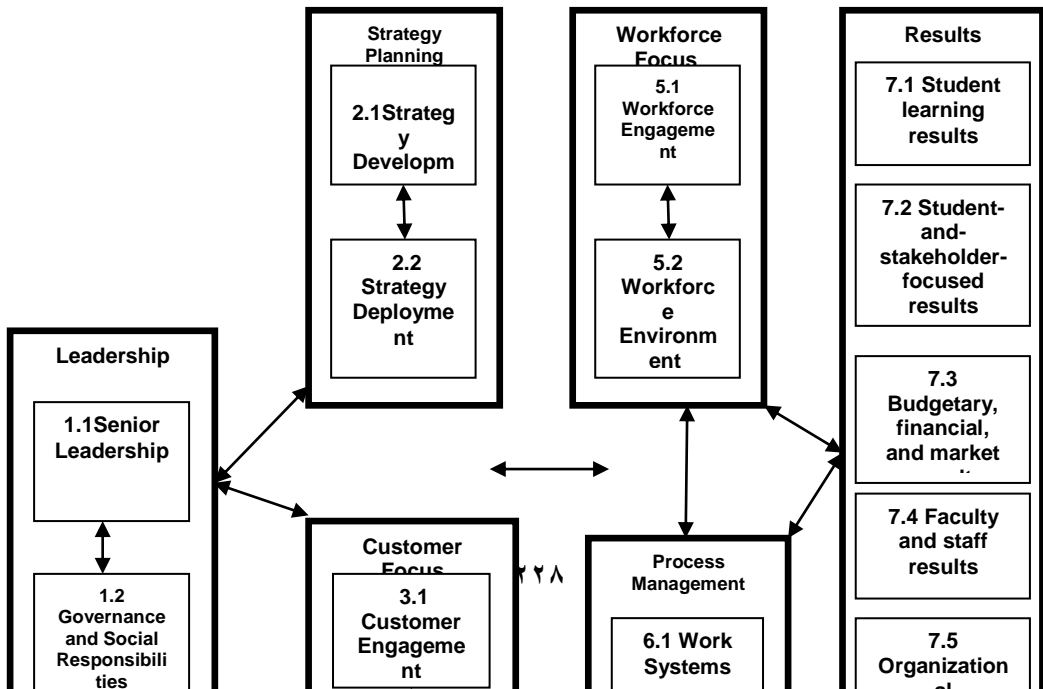 Strategy
Planning
2.1Strateg
y
Developm
2.2
Strategy
Deployme
nt
Workforce
Focus
5.1
Workforce
Engageme
nt
5.2
Workforc
e
Environm
ent
Results
7.1 Student
learning
results
7.2 Student-
and-
stakeholder-
focused
results
7.3
Budgetary,
financial,
and market
7.4 Faculty
and staff
results
7.5
Organization
Leadership
1.1Senior
Leadership
1.2
Governance
and Social
Responsibili
ties
Customer
Focus
3.1
Customer
Engageme
nt
٢٢٨
Process
Management
6.1 Work
Systems